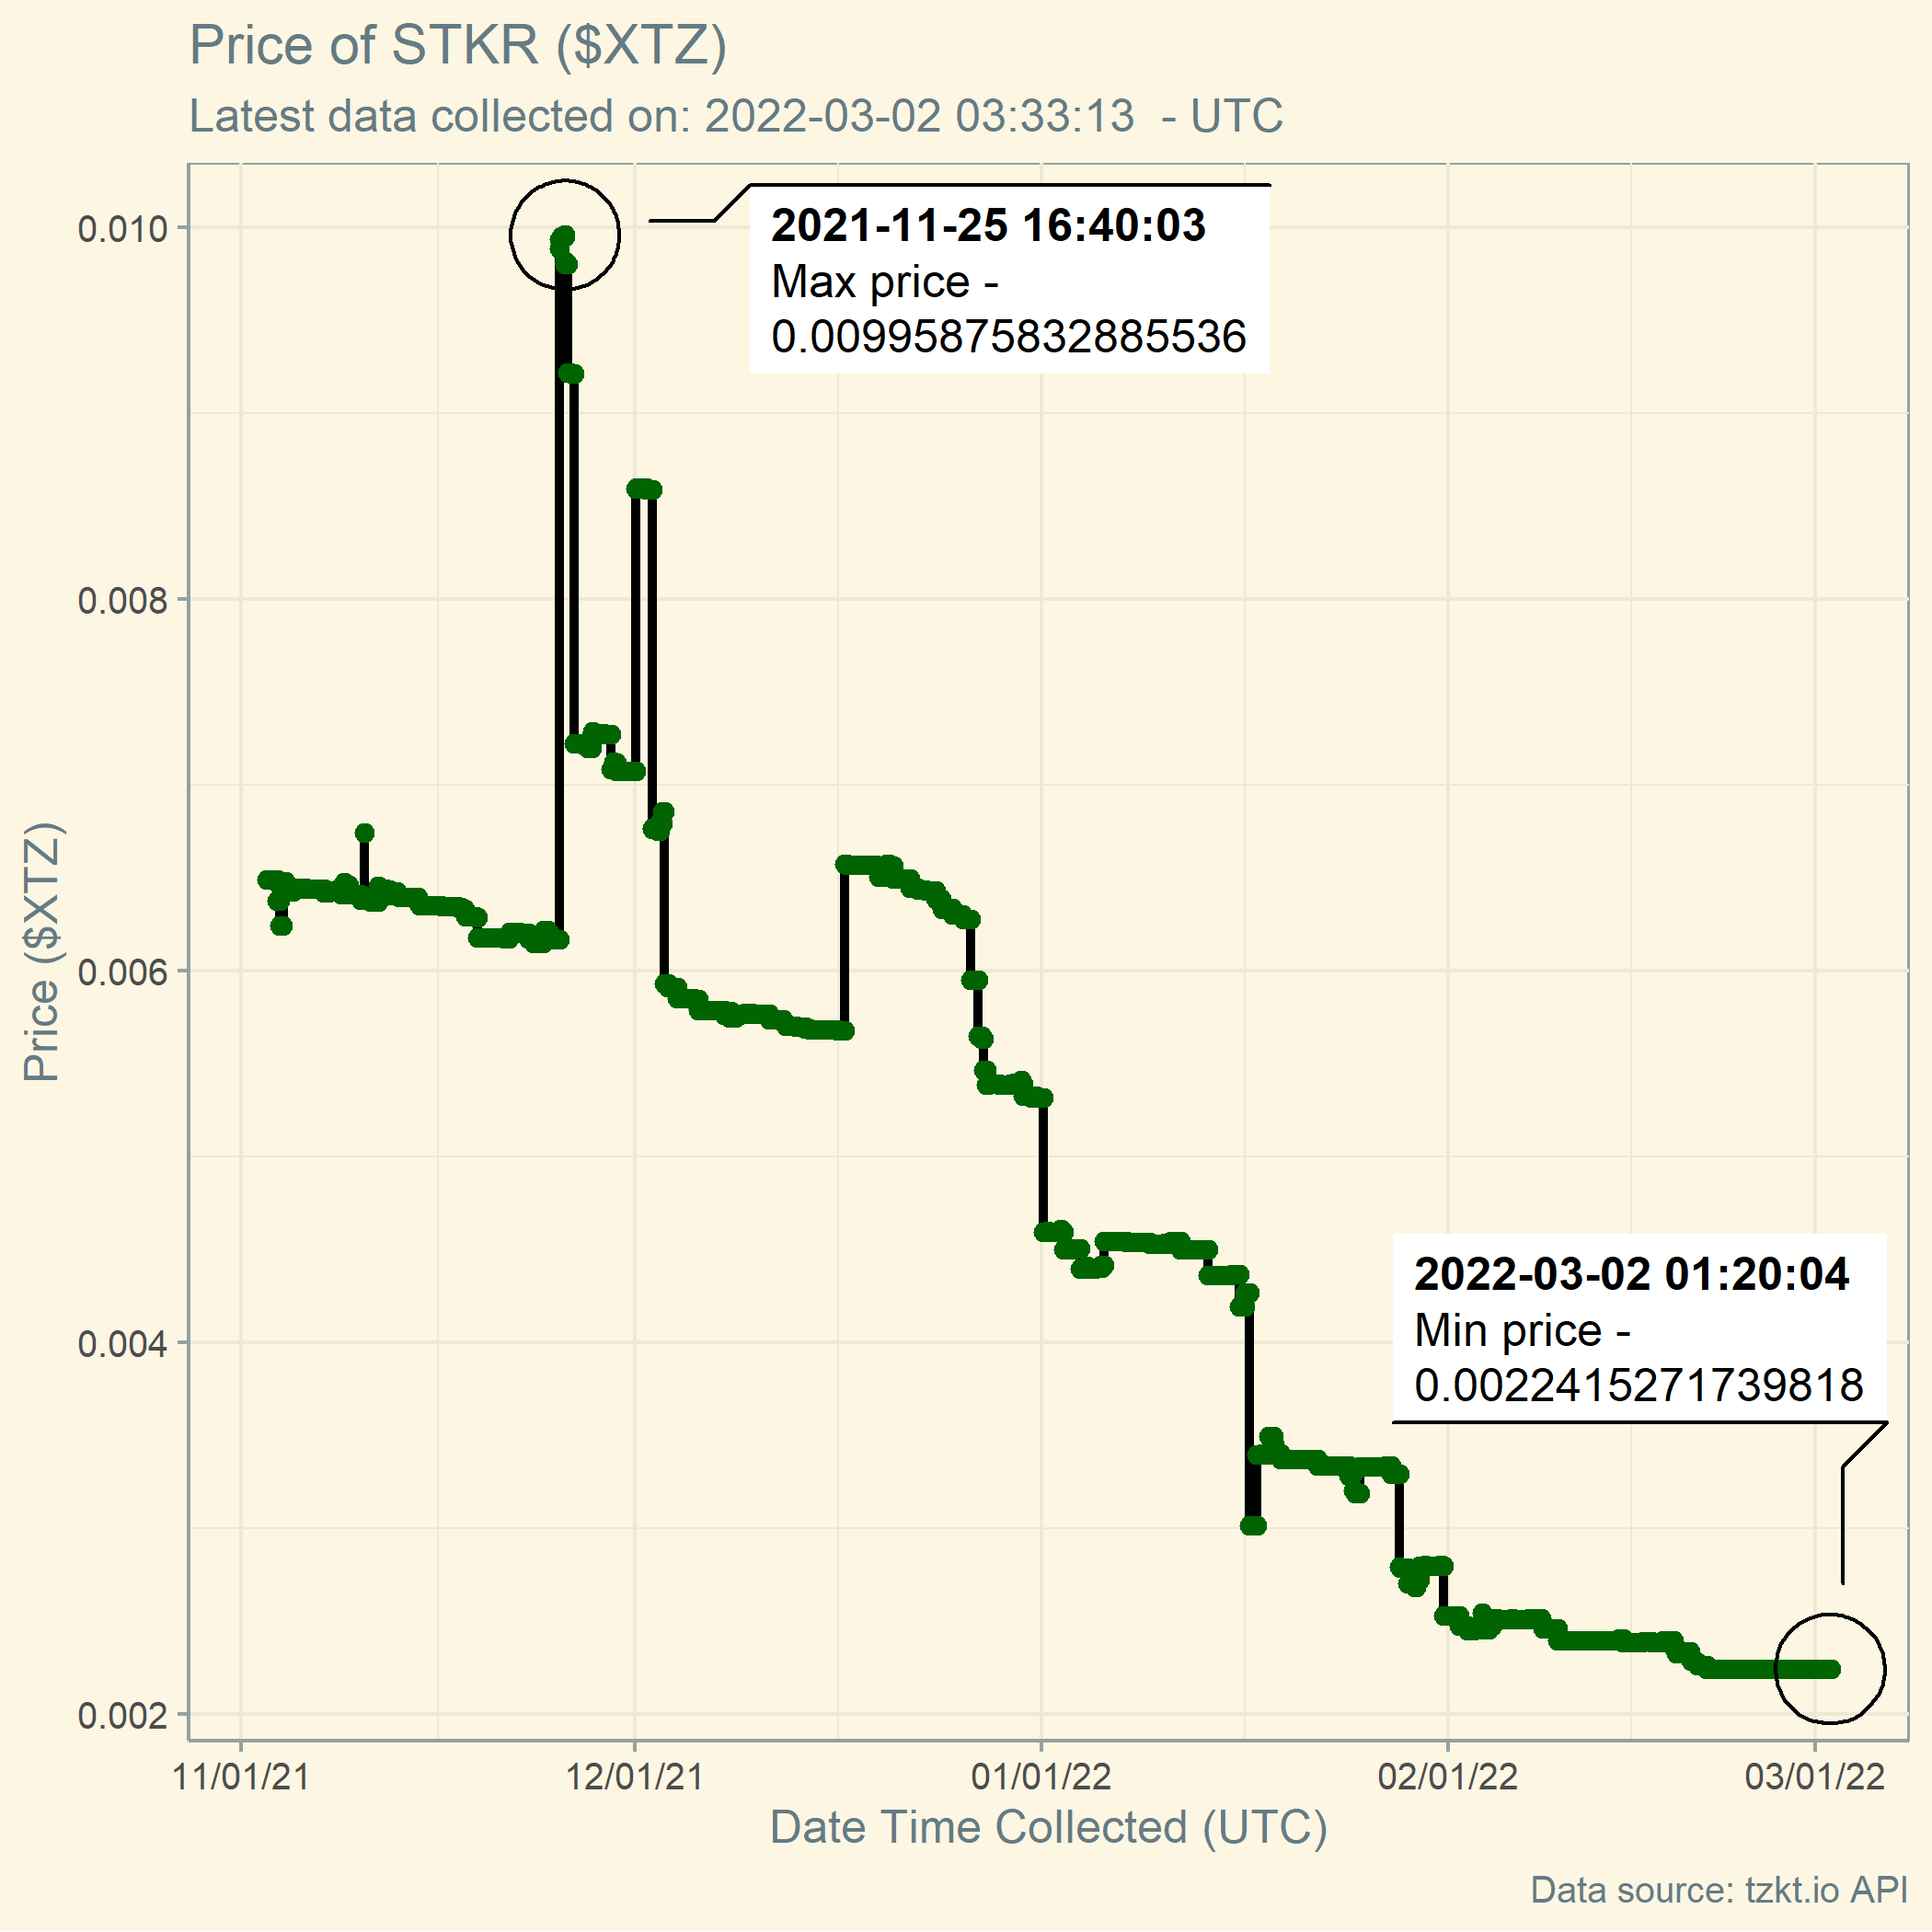 Price of STKR ($XTZ)
Latest data collected on: 2022-03-02 03:33:13  - UTC
2021-11-25 16:40:03
Max price -
0.00995875832885536
2022-03-02 01:20:04
Min price -
0.00224152717398​18
0.010
0.008
0.006
0.004
0.002
Price ($XTZ)
11/01/21
12/01/21
01/01/22
02/01/22
03/01/22
Date Time Collected (UTC)
Data source: tzkt.io API